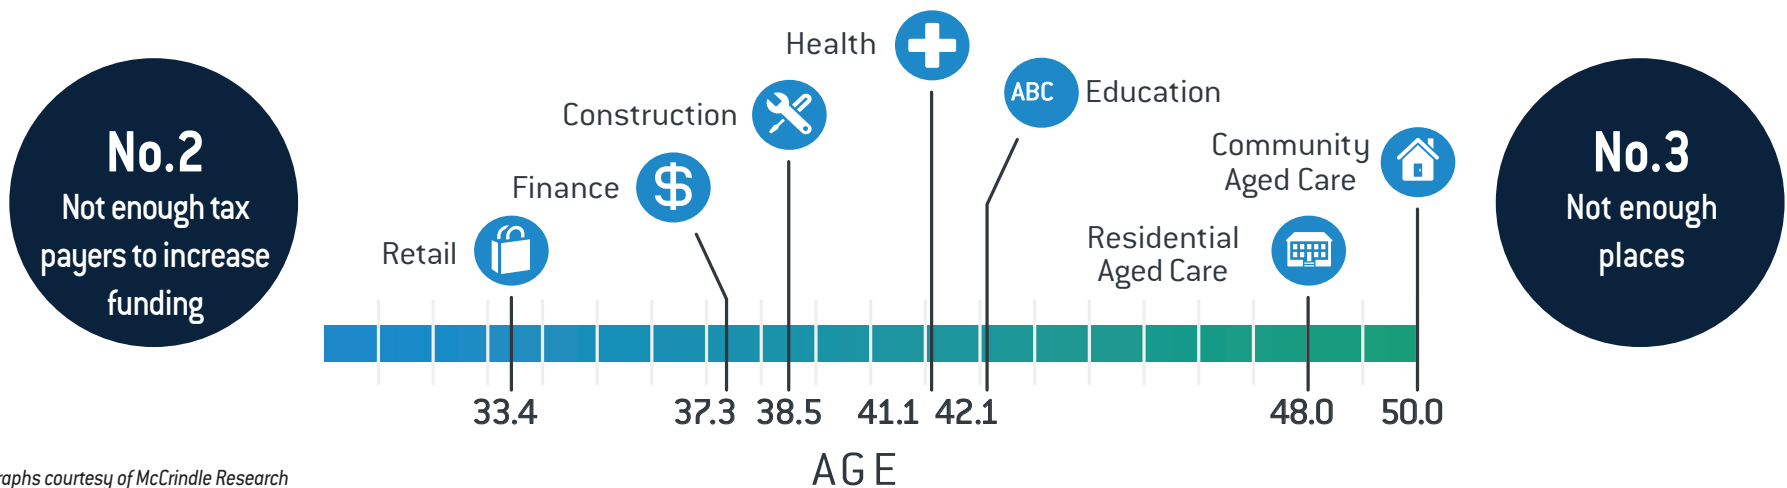 No.2
Not enough tax
payers to increase
funding
Health
ABC
Education
Construction
Finance
$
Retail
Community
Aged Care
Residential
Aged Care
No.3
Not enough
places
33.4
37.3
38.5
41.1
42.1
48.0
50.0
AGE
courtesy of McCrindle Research